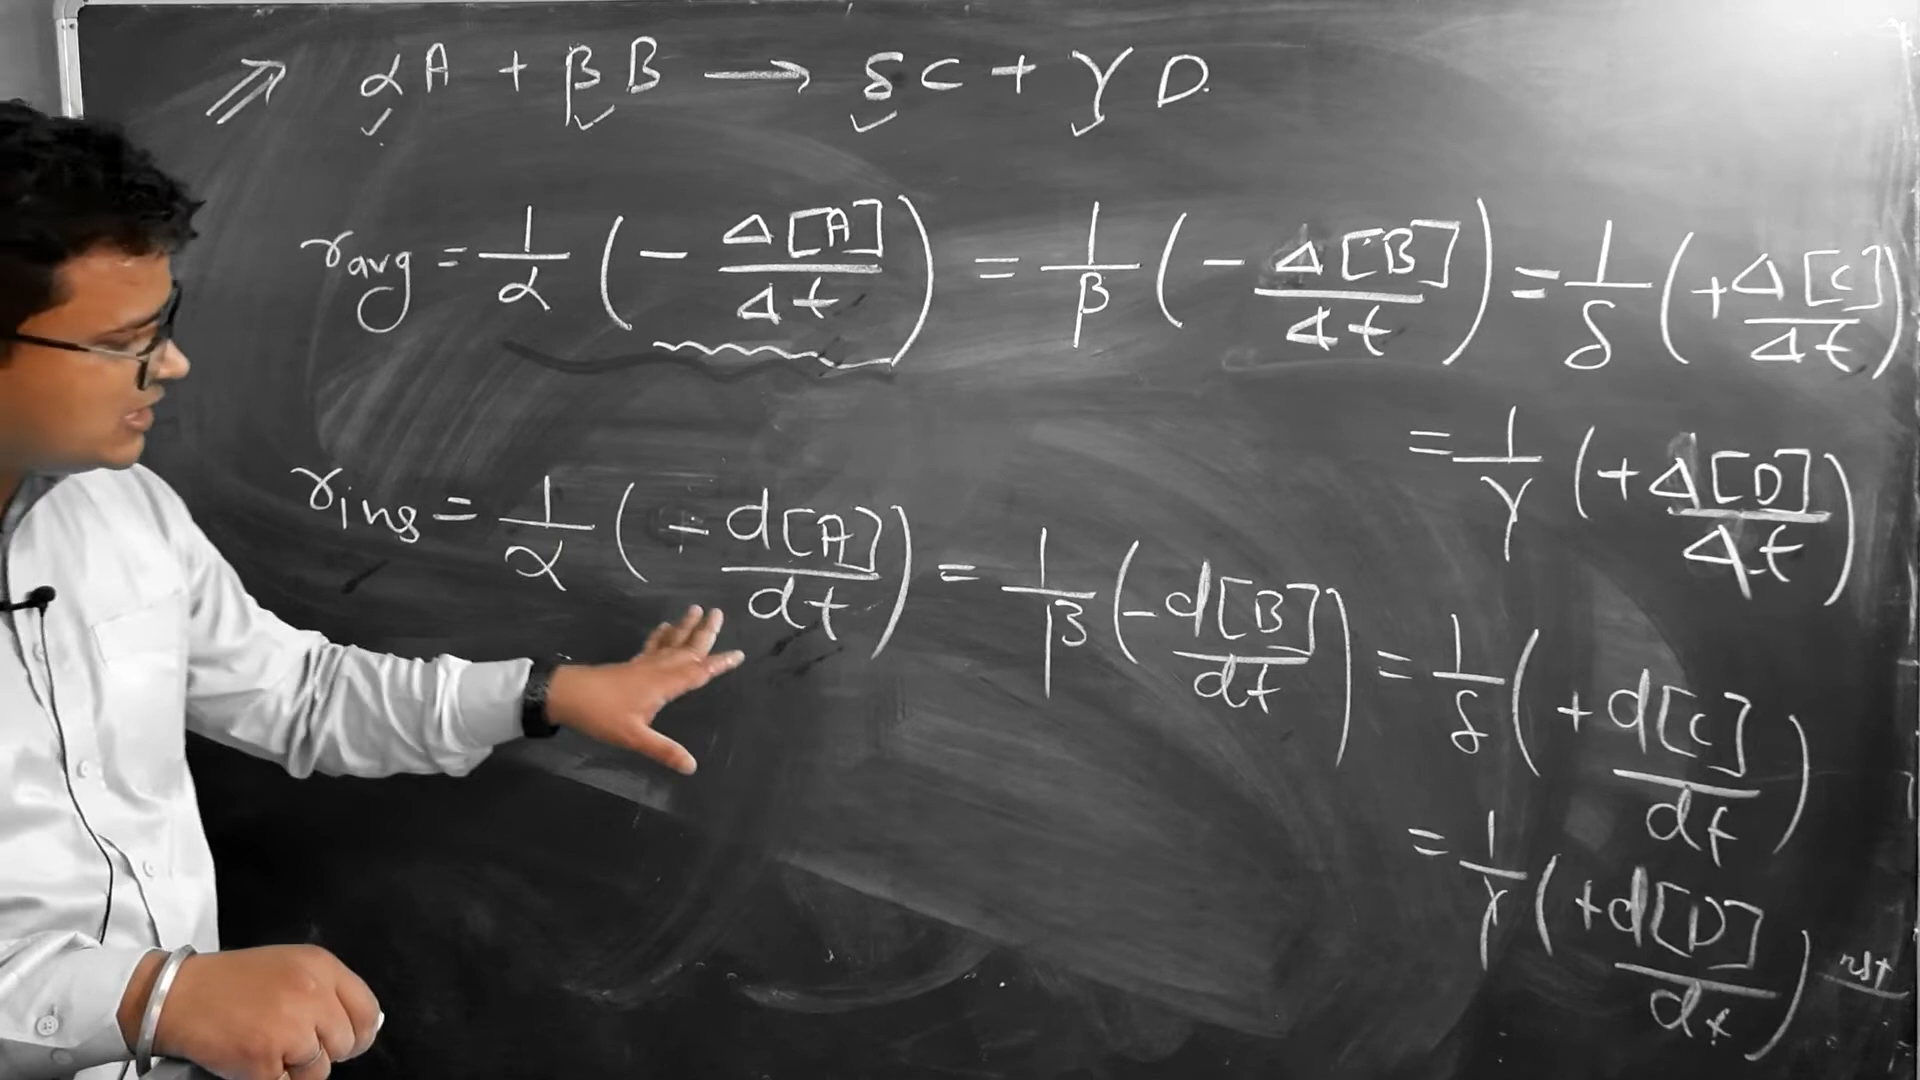 ⇒ αA + βB → δC + γD
r_avg = 1/α (- Δ[A]/Δt) = 1/β (- Δ[B]/Δt) = 1/δ (+ Δ[C]/Δt)
= 1/γ (+ Δ[D]/Δt)
r_ins = 1/α (- d[A]/dt) = 1/β (- d[B]/dt) = 1/δ (+ d[C]/dt)
= 1/γ (+ d[D]/dt)